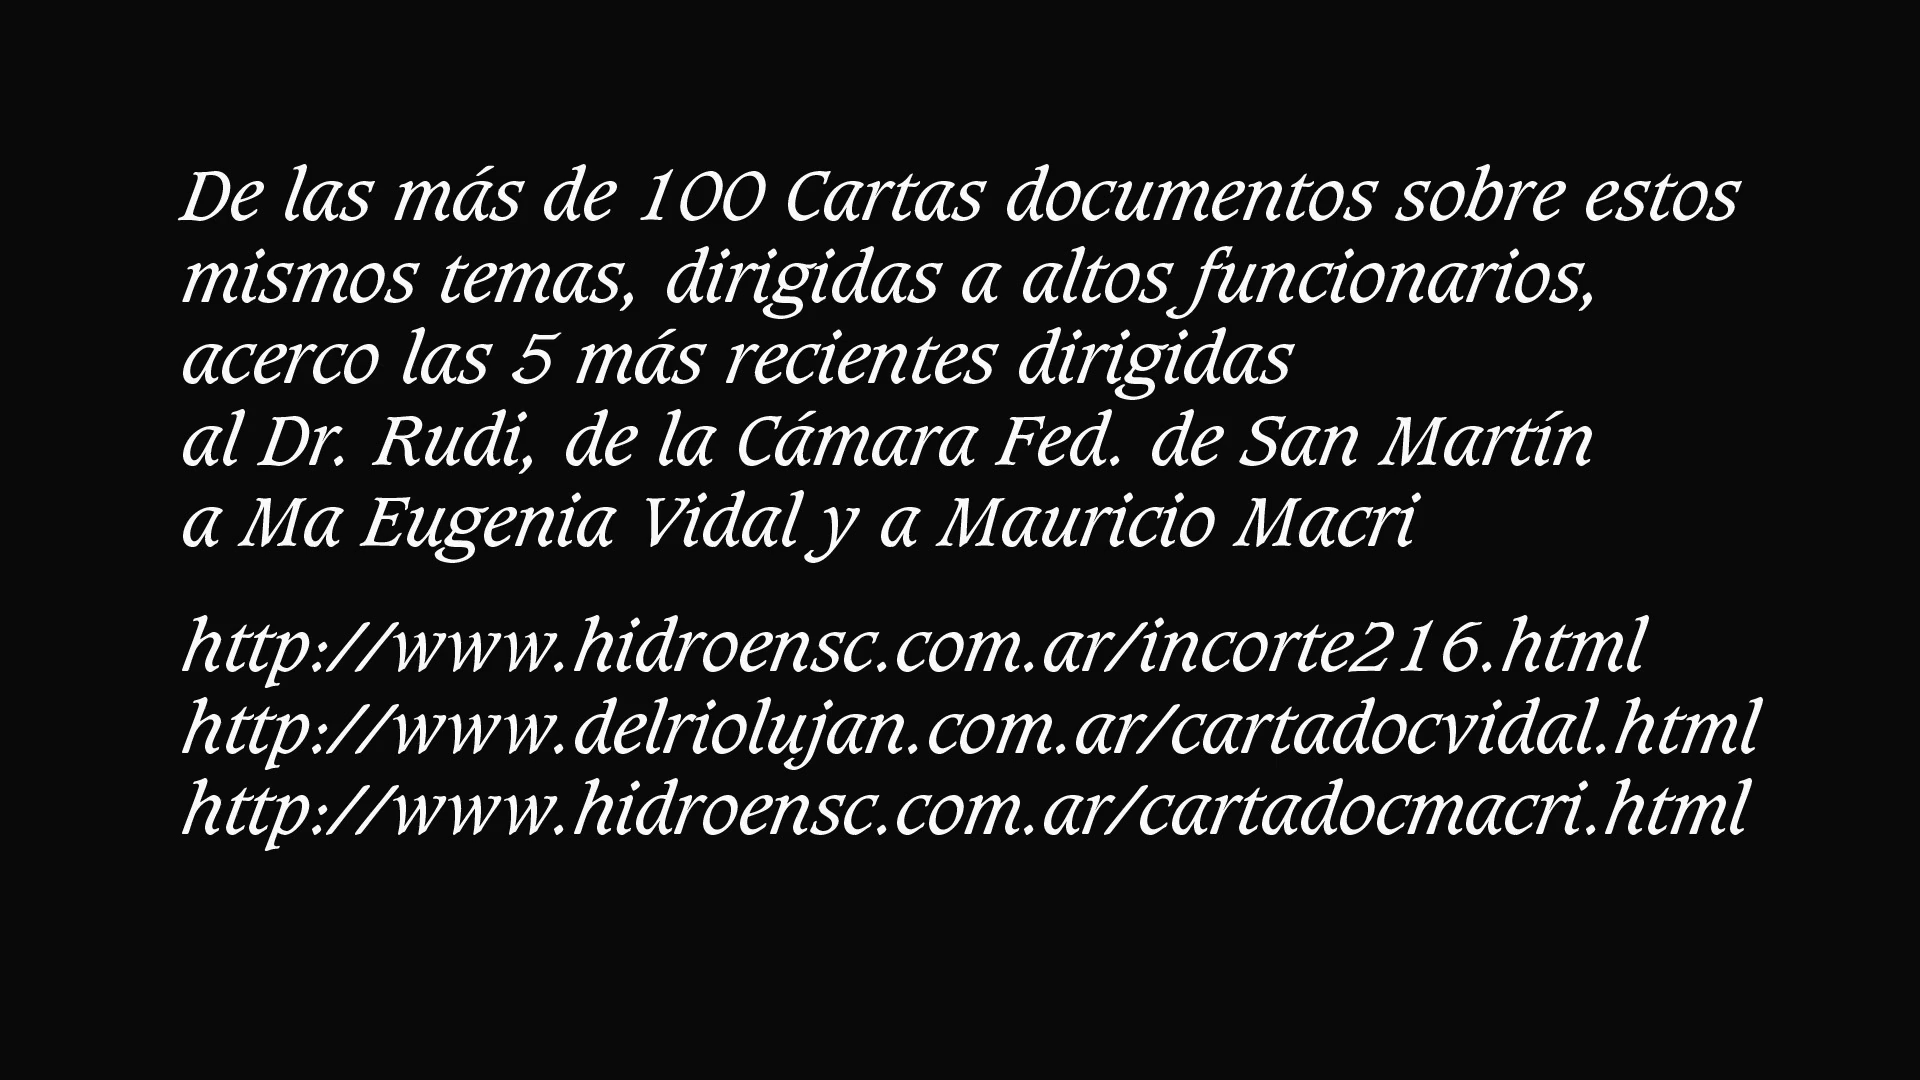 De las más de 100 Cartas documentos sobre estos
mismos temas, dirigidas a altos funcionarios,
acerco las 5 más recientes dirigidas
al Dr. Rudi, de la Cámara Fed. de San Martín
a Ma Eugenia Vidal y a Mauricio Macri
http://www.hidroensc.com.ar/incorte216.html
http://www.delriolujan.com.ar/cartadocvidal.html
http://www.hidroensc.com.ar/cartadocmacri.html